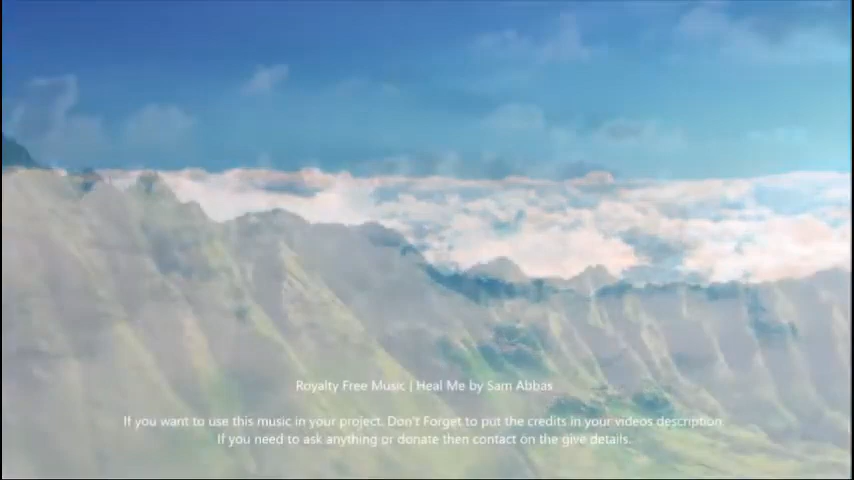 Royalty Free Music | Heal Me by Sam Abbas
If you want to use this music in your project. Don't Forget to put the credits in your videos description.
If you need to ask anything or donate then contact on the give details.